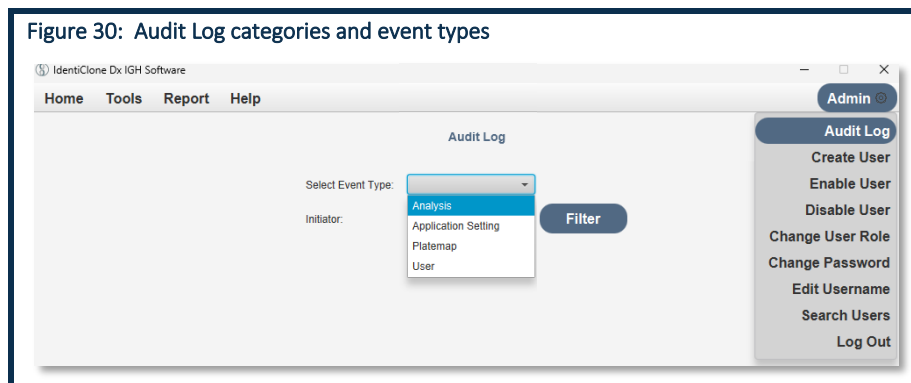 Figure 30: Audit Log categories and event types
IdentiClone Dx IGH Software
Home Tools Report Help Admin
Audit Log
Select Event Type:
Analysis
Application Setting
Platemap
User
Initiator:
Filter
Audit Log
Create User
Enable User
Disable User
Change User Role
Change Password
Edit Username
Search Users
Log Out